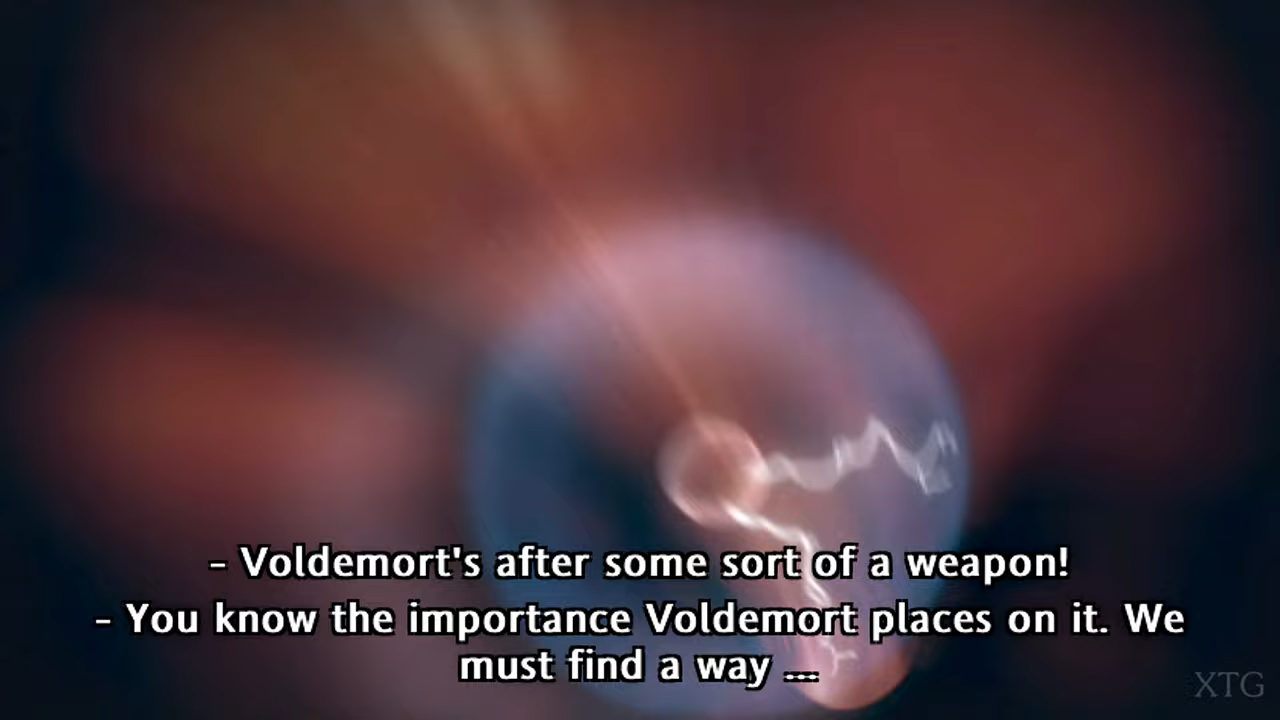 - Voldemort's after some sort of a weapon!
- You know the importance Voldemort places on it. We
must find a way ...
XTG